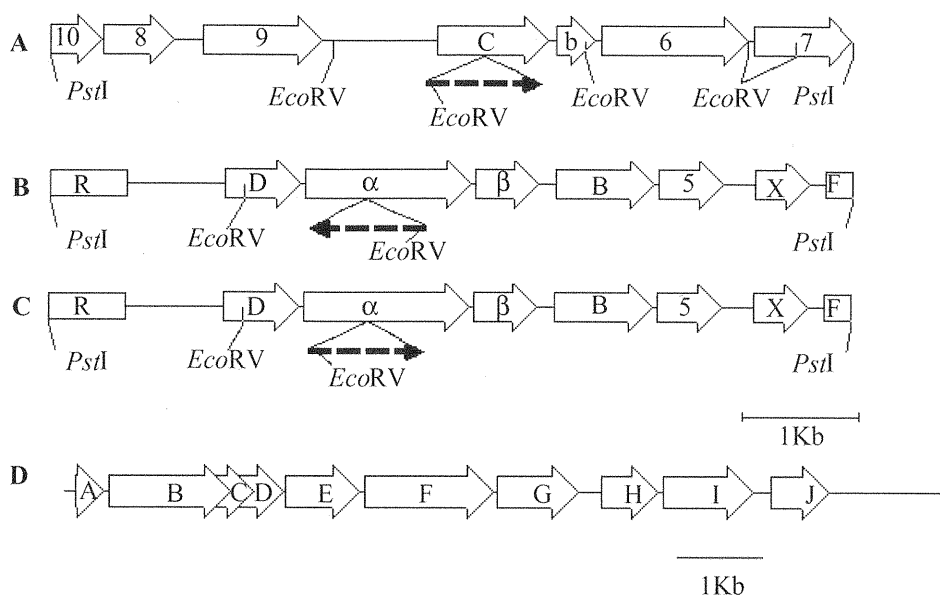 A 10 8 9 C b 6 7
PstI EcoRV EcoRV EcoRV EcoRV PstI
B R D α β B 5 X F
PstI EcoRV EcoRV PstI
C R D α β B 5 X F
PstI EcoRV EcoRV PstI
1Kb
D A B C D E F G H I J
1Kb